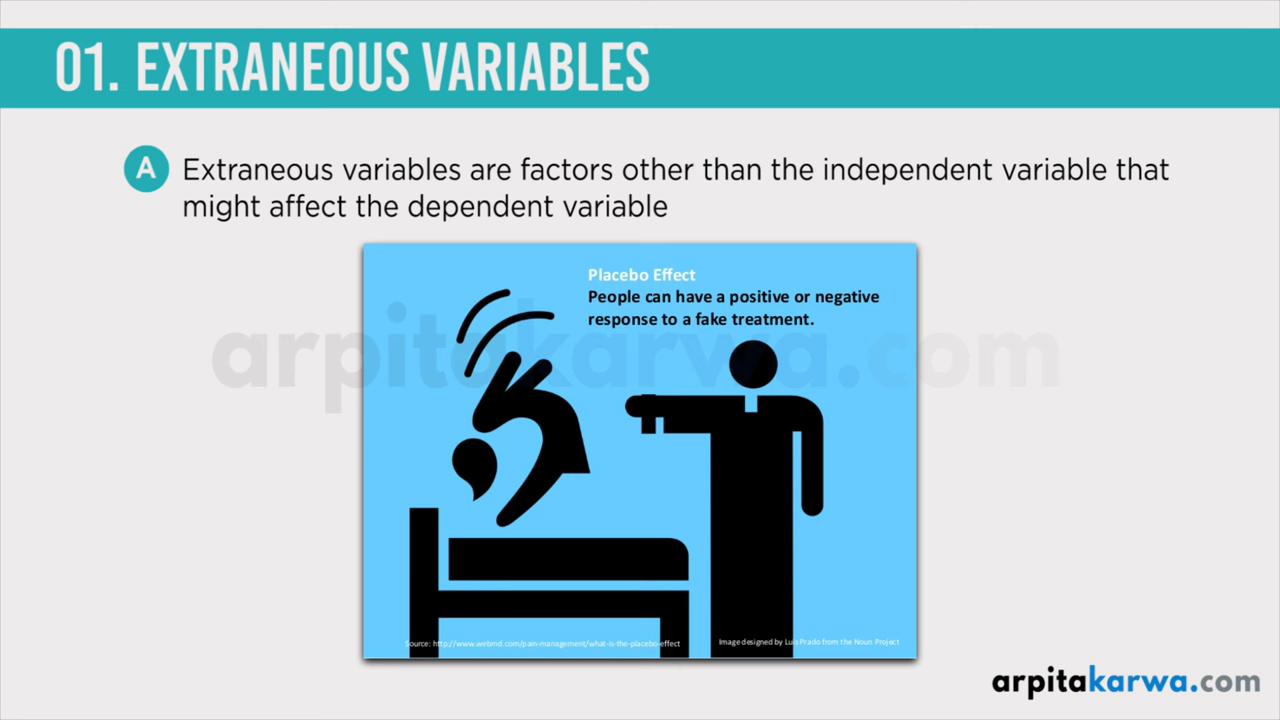 01. EXTRANEOUS VARIABLES
A
Extraneous variables are factors other than the independent variable that
might affect the dependent variable
Placebo Effect
People can have a positive or negative
response to a fake treatment.
arpitakarwa.com
Source: http://www.webmd.com/pain-management/what-is-the-placebo-effect
Image designed by Luis Prado from the Noun Project
arpitakarwa.com